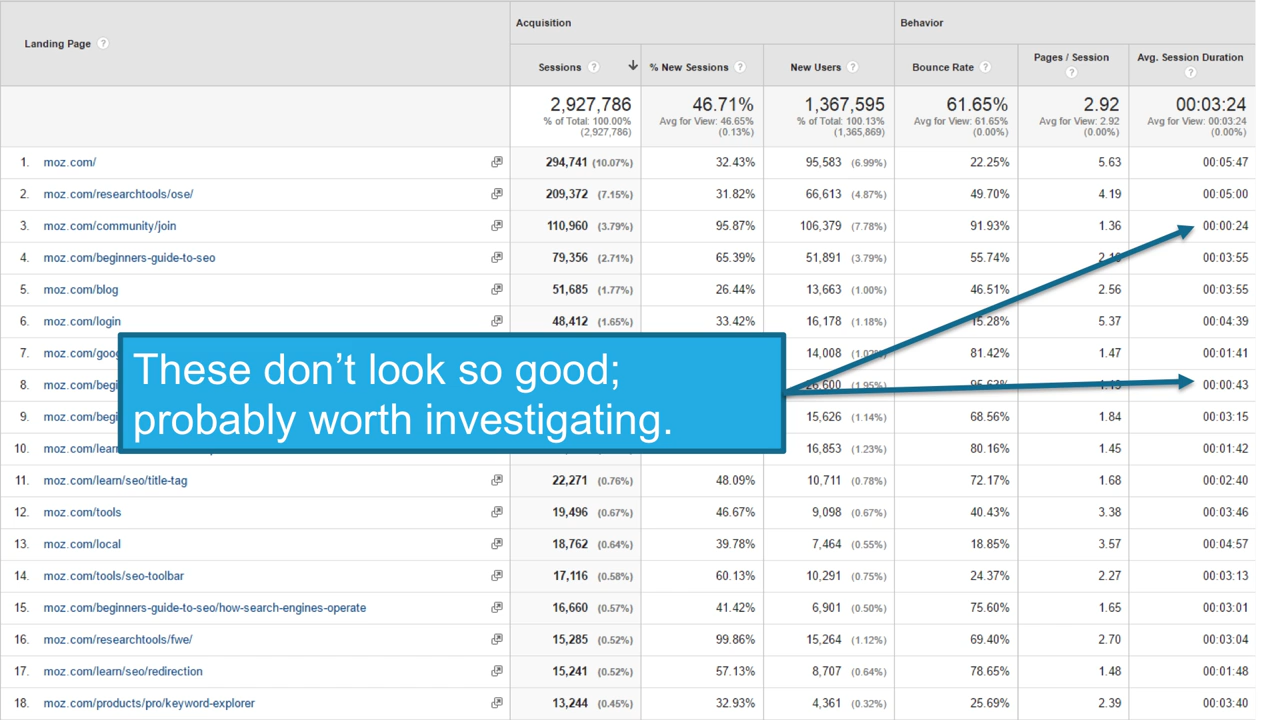 Acquisition
Behavior
Landing Page ?
Sessions ? % New Sessions ? New Users ? Bounce Rate ? Pages / Session ? Avg. Session Duration ?
2,927,786 46.71% 1,367,595 61.65% 2.92 00:03:24
% of Total: 100.00% Avg for View: 46.65% % of Total: 100.13% Avg for View: 61.65% Avg for View: 2.92 Avg for View: 00:03:24
(2,927,786) (0.13%) (1,365,869) (0.00%) (0.00%) (0.00%)
1. moz.com/ 294,741 (10.07%) 32.43% 95,583 (6.99%) 22.25% 5.63 00:05:47
2. moz.com/researchtools/ose/ 209,372 (7.15%) 31.82% 66,613 (4.87%) 49.70% 4.19 00:05:00
3. moz.com/community/join 110,960 (3.79%) 95.87% 106,379 (7.78%) 91.93% 1.36 00:00:24
4. moz.com/beginners-guide-to-seo 79,356 (2.71%) 65.39% 51,891 (3.79%) 55.74% 00:03:55
5. moz.com/blog 51,685 (1.77%) 26.44% 13,663 (1.00%) 46.51% 2.56 00:03:55
6. moz.com/login 48,412 (1.65%) 33.42% 16,178 (1.18%) 15.28% 5.37 00:04:39
7. moz.com/goog 14,008 81.42% 1.47 00:01:41
8. moz.com/begi 00:00:43
9. moz.com/begi 15,626 (1.14%) 68.56% 1.84 00:03:15
10. moz.com/lear 16,853 (1.23%) 80.16% 1.45 00:01:42
These don't look so good;
probably worth investigating.
11. moz.com/learn/seo/title-tag 22,271 (0.76%) 48.09% 10,711 (0.78%) 72.17% 1.68 00:02:40
12. moz.com/tools 19,496 (0.67%) 46.67% 9,098 (0.67%) 40.43% 3.38 00:03:46
13. moz.com/local 18,762 (0.64%) 39.78% 7,464 (0.55%) 18.85% 3.57 00:04:57
14. moz.com/tools/seo-toolbar 17,116 (0.58%) 60.13% 10,291 (0.75%) 24.37% 2.27 00:03:13
15. moz.com/beginners-guide-to-seo/how-search-engines-operate 16,660 (0.57%) 41.42% 6,901 (0.50%) 75.60% 1.65 00:03:01
16. moz.com/researchtools/fwe/ 15,285 (0.52%) 99.86% 15,264 (1.12%) 69.40% 2.70 00:03:04
17. moz.com/learn/seo/redirection 15,241 (0.52%) 57.13% 8,707 (0.64%) 78.65% 1.48 00:01:48
18. moz.com/products/pro/keyword-explorer 13,244 (0.45%) 32.93% 4,361 (0.32%) 25.69% 2.39 00:03:40